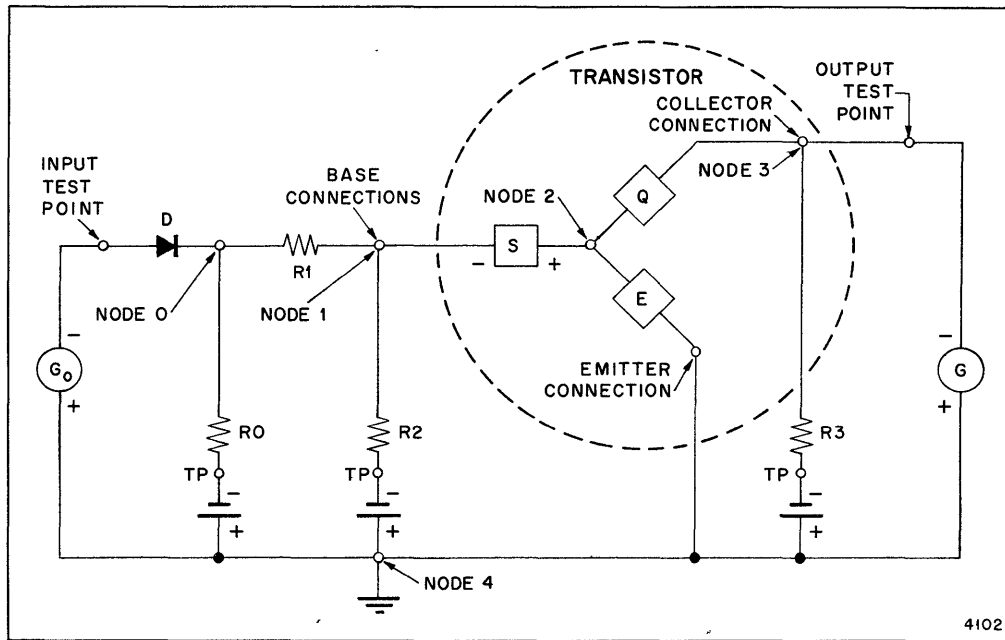 TRANSISTOR
OUTPUT
TEST
POINT
COLLECTOR
CONNECTION
NODE 3
INPUT
TEST
POINT
D
BASE
CONNECTIONS
NODE 2
Q
R1
S
- +
NODE 0
NODE 1
E
EMITTER
CONNECTION
-
G0
+
-
G
+
R0
R2
R3
TP
-
+
TP
-
+
TP
-
+
NODE 4
4102